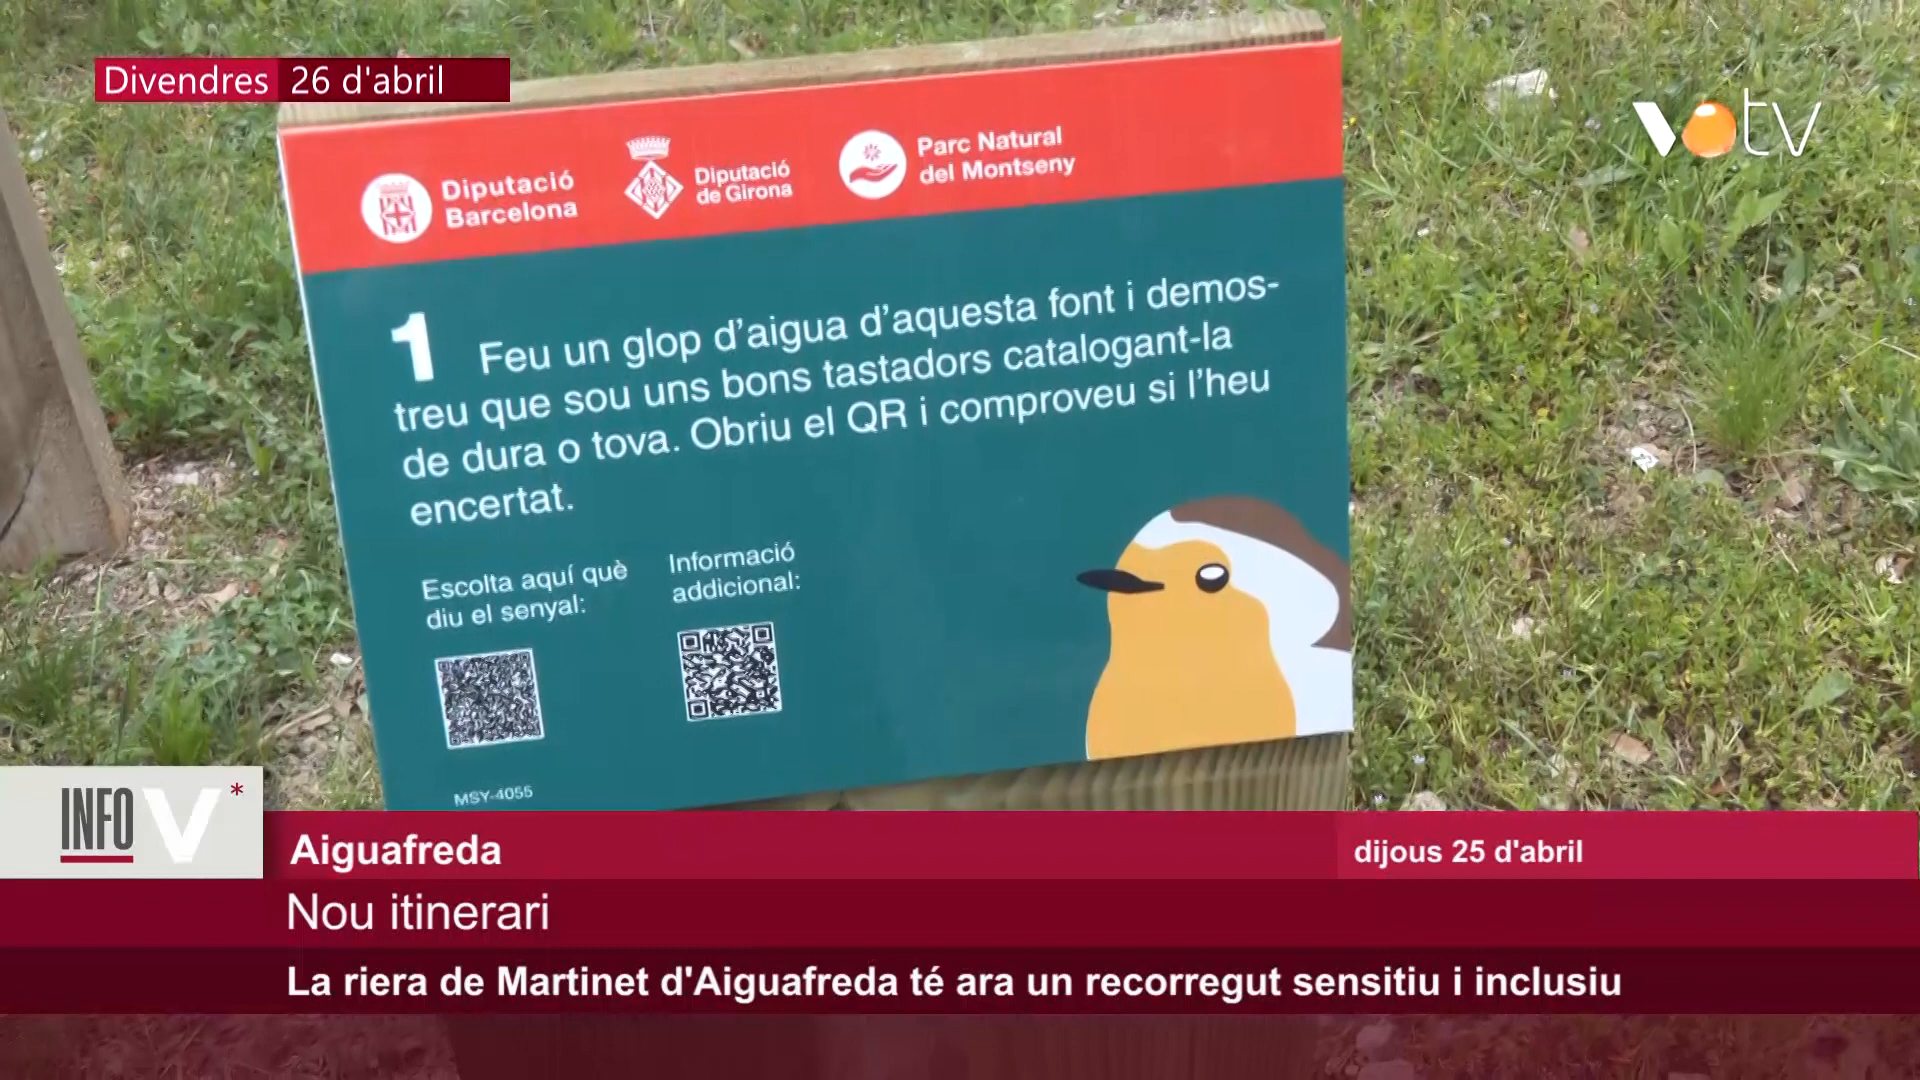 Divendres 26 d'abril
votv
Diputació
Barcelona
Diputació
de Girona
Parc Natural
del Montseny
1 Feu un glop d'aigua d'aquesta font i demos-
treu que sou uns bons tastadors catalogant-la
de dura o tova. Obriu el QR i comproveu si l'heu
encertat.
Escolta aquí què
diu el senyal:
Informació
addicional:
MSY-4055
INFO V*
Aiguafreda
dijous 25 d'abril
Nou itinerari
La riera de Martinet d'Aiguafreda té ara un recorregut sensitiu i inclusiu